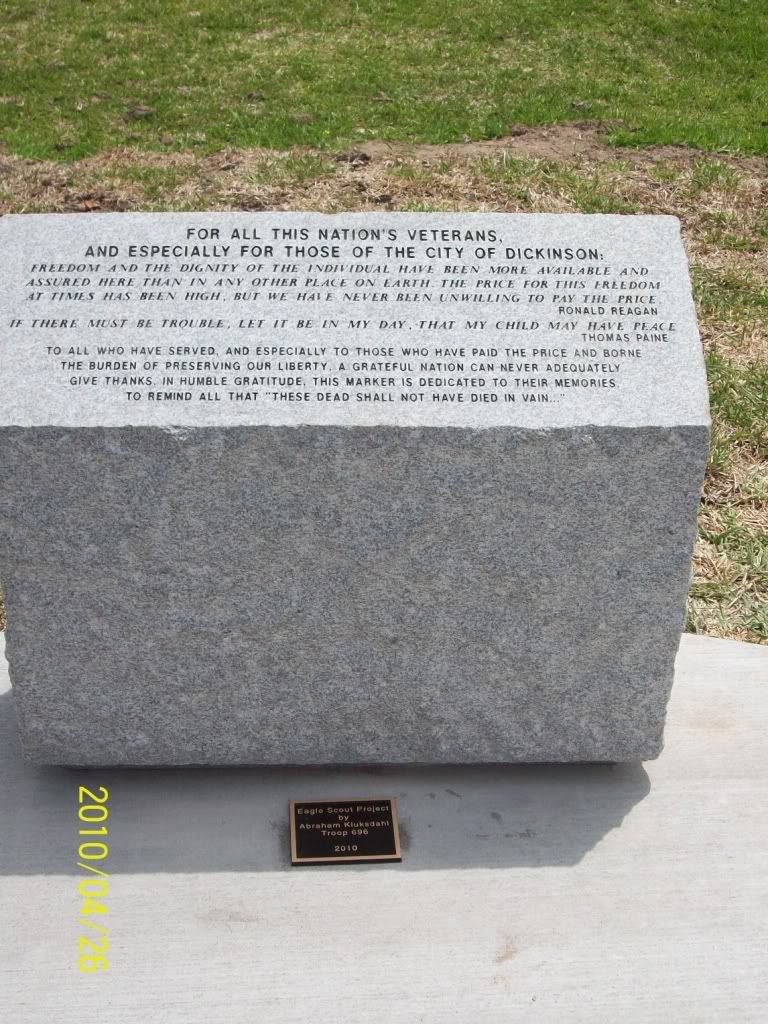 FOR ALL THIS NATION'S VETERANS,
AND ESPECIALLY FOR THOSE OF THE CITY OF DICKINSON:
FREEDOM AND THE DIGNITY OF THE INDIVIDUAL HAVE BEEN MORE AVAILABLE AND
ASSURED HERE THAN IN ANY OTHER PLACE ON EARTH. THE PRICE FOR THIS FREEDOM
AT TIMES HAS BEEN HIGH, BUT WE HAVE NEVER BEEN UNWILLING TO PAY THE PRICE.
RONALD REAGAN
IF THERE MUST BE TROUBLE, LET IT BE IN MY DAY, THAT MY CHILD MAY HAVE PEACE
THOMAS PAINE
TO ALL WHO HAVE SERVED, AND ESPECIALLY TO THOSE WHO HAVE PAID THE PRICE AND BORNE
THE BURDEN OF PRESERVING OUR LIBERTY, A GRATEFUL NATION CAN NEVER ADEQUATELY
GIVE THANKS. IN HUMBLE GRATITUDE, THIS MARKER IS DEDICATED TO THEIR MEMORIES,
TO REMIND ALL THAT "THESE DEAD SHALL NOT HAVE DIED IN VAIN..."
Eagle Scout Project
by
Abraham Kluksdahl
Troop 696
2010
2010/04/26